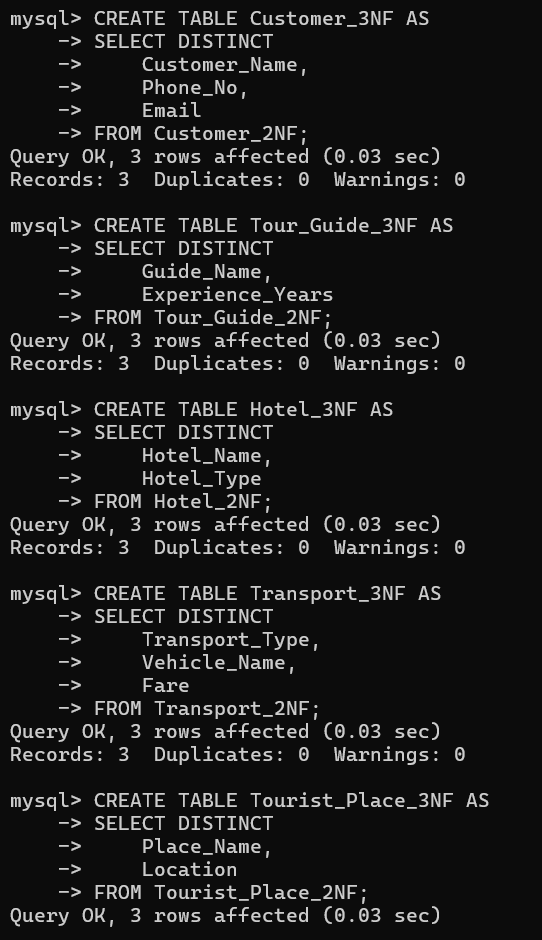 mysql> CREATE TABLE Customer_3NF AS
    -> SELECT DISTINCT
    ->     Customer_Name,
    ->     Phone_No,
    ->     Email
    -> FROM Customer_2NF;
Query OK, 3 rows affected (0.03 sec)
Records: 3  Duplicates: 0  Warnings: 0

mysql> CREATE TABLE Tour_Guide_3NF AS
    -> SELECT DISTINCT
    ->     Guide_Name,
    ->     Experience_Years
    -> FROM Tour_Guide_2NF;
Query OK, 3 rows affected (0.03 sec)
Records: 3  Duplicates: 0  Warnings: 0

mysql> CREATE TABLE Hotel_3NF AS
    -> SELECT DISTINCT
    ->     Hotel_Name,
    ->     Hotel_Type
    -> FROM Hotel_2NF;
Query OK, 3 rows affected (0.03 sec)
Records: 3  Duplicates: 0  Warnings: 0

mysql> CREATE TABLE Transport_3NF AS
    -> SELECT DISTINCT
    ->     Transport_Type,
    ->     Vehicle_Name,
    ->     Fare
    -> FROM Transport_2NF;
Query OK, 3 rows affected (0.03 sec)
Records: 3  Duplicates: 0  Warnings: 0

mysql> CREATE TABLE Tourist_Place_3NF AS
    -> SELECT DISTINCT
    ->     Place_Name,
    ->     Location
    -> FROM Tourist_Place_2NF;
Query OK, 3 rows affected (0.03 sec)